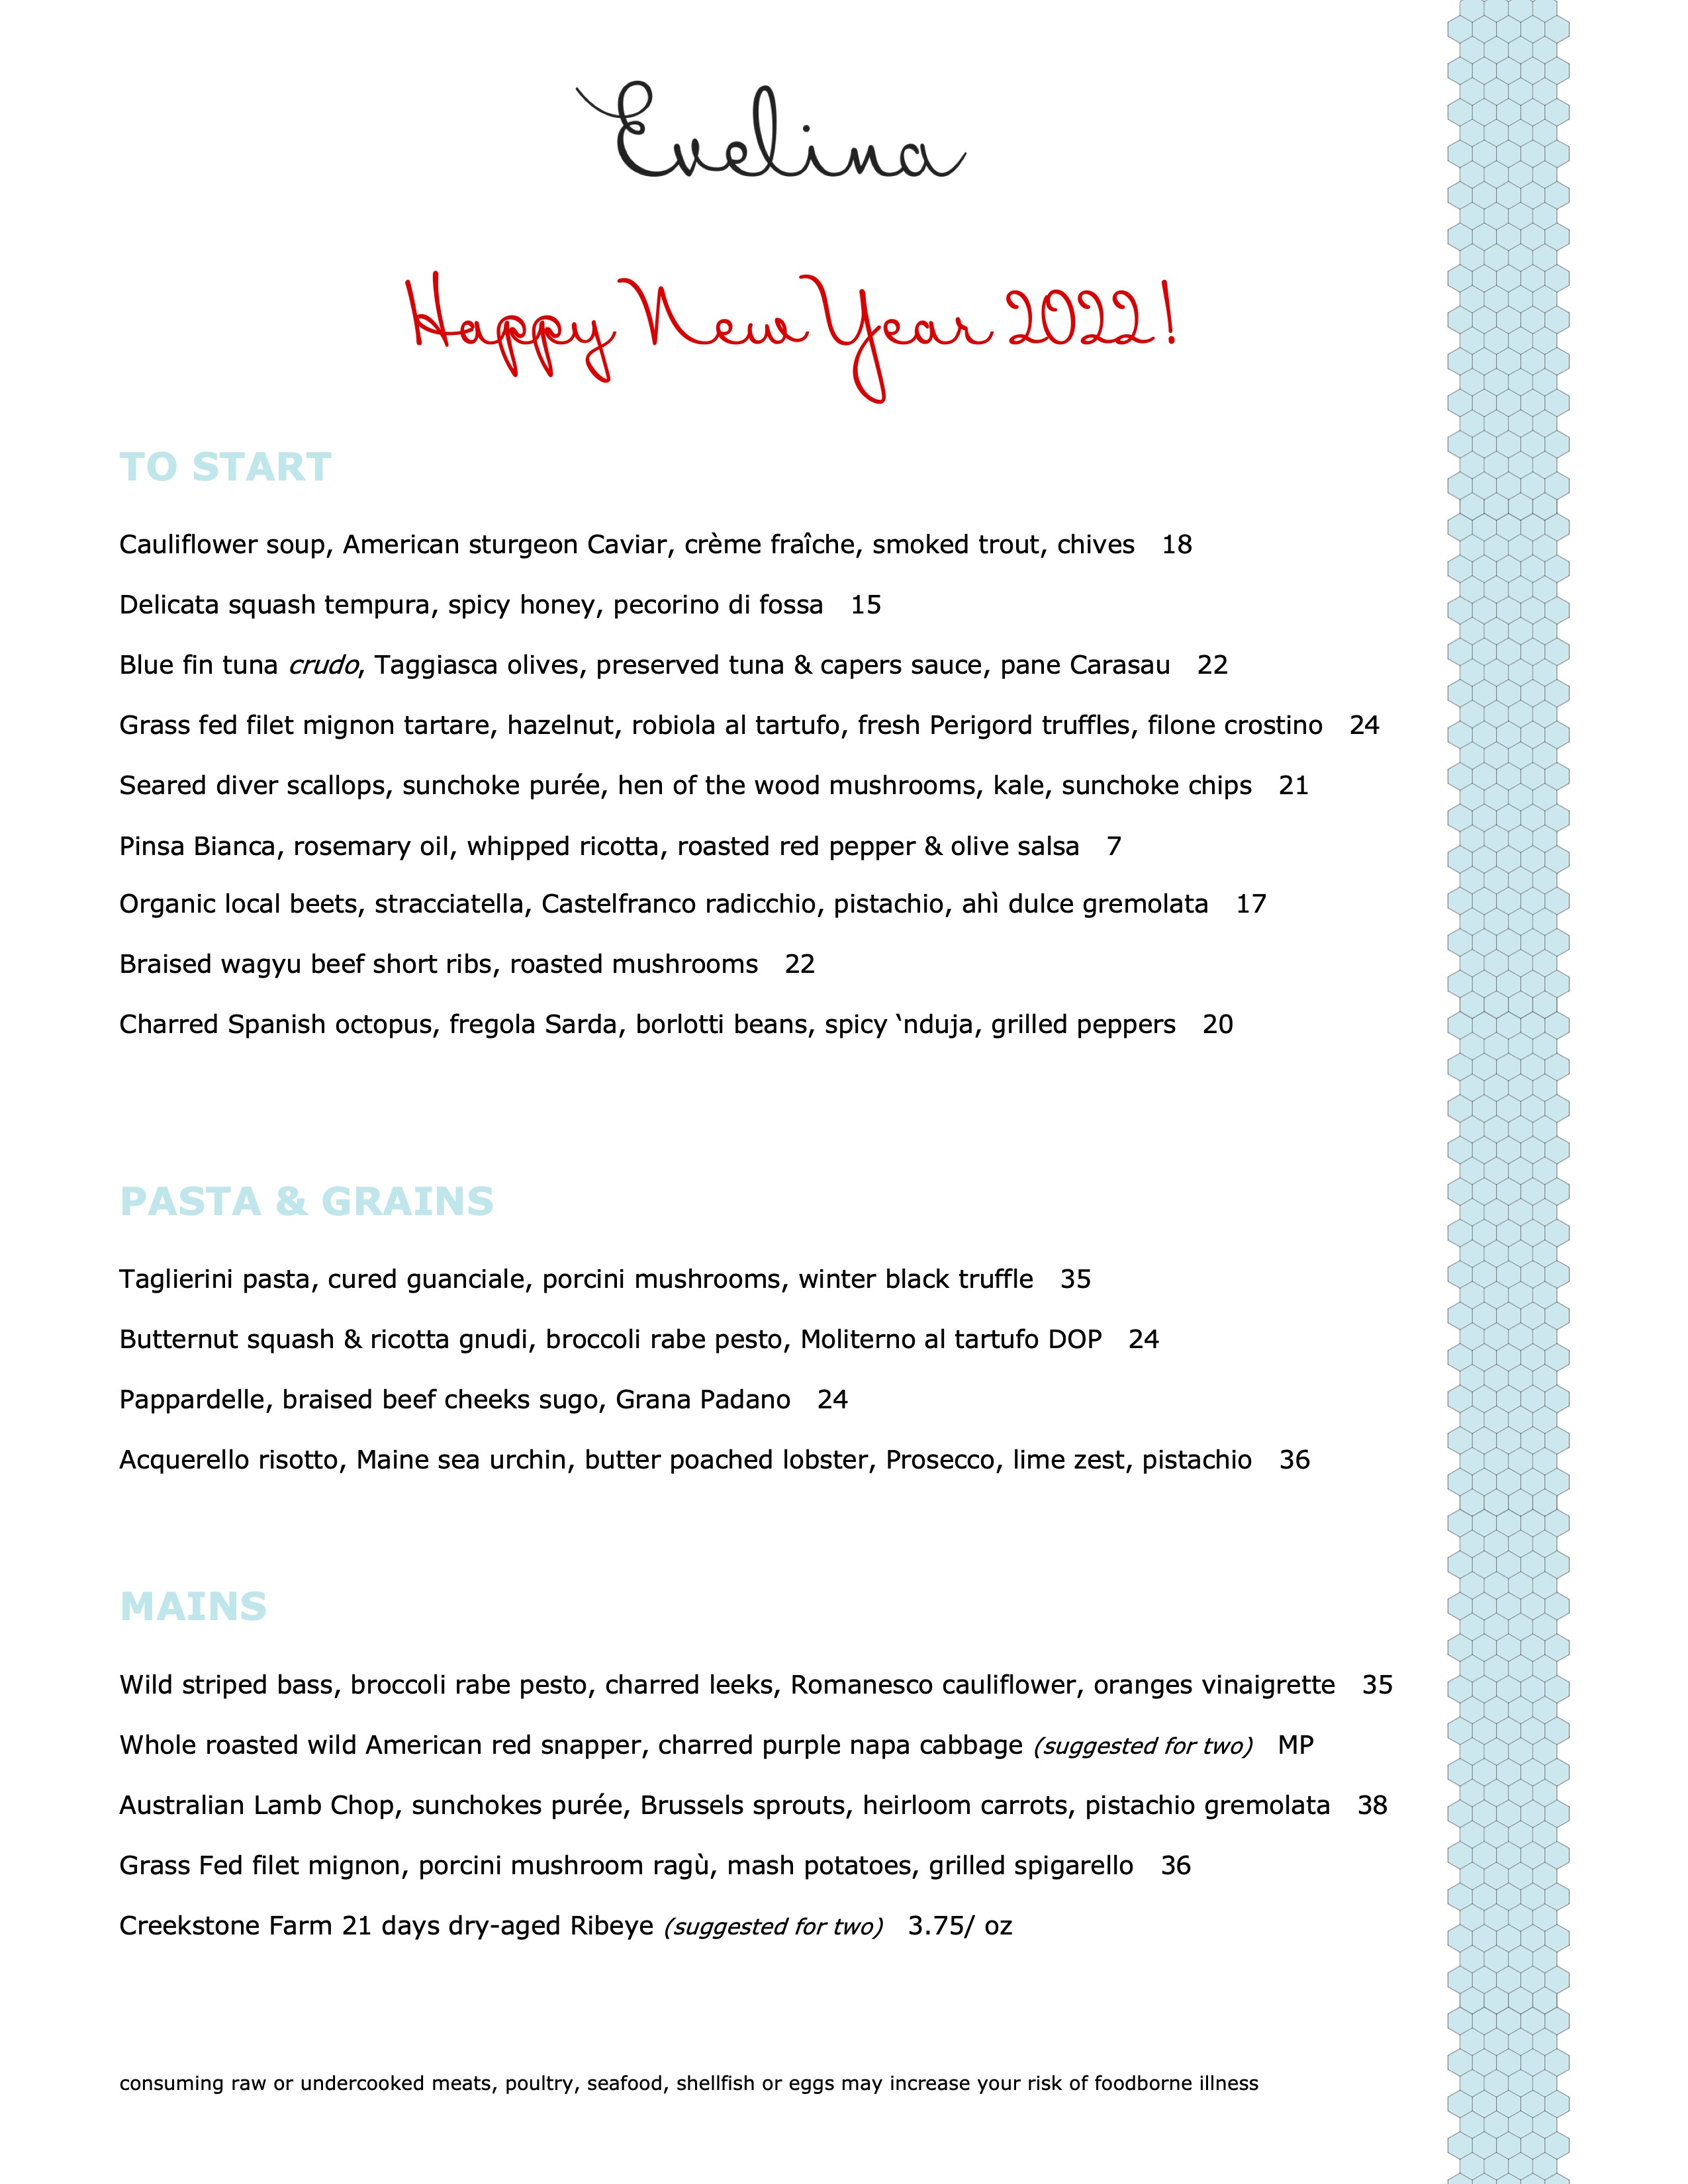 Evelina
Happy New Year 2022!
TO START
Cauliflower soup, American sturgeon Caviar, crème fraîche, smoked trout, chives 18
Delicata squash tempura, spicy honey, pecorino di fossa 15
Blue fin tuna crudo, Taggiasca olives, preserved tuna & capers sauce, pane Carasau 22
Grass fed filet mignon tartare, hazelnut, robiola al tartufo, fresh Perigord truffles, filone crostino 24
Seared diver scallops, sunchoke purée, hen of the wood mushrooms, kale, sunchoke chips 21
Pinsa Bianca, rosemary oil, whipped ricotta, roasted red pepper & olive salsa 7
Organic local beets, stracciatella, Castelfranco radicchio, pistachio, ahì dulce gremolata 17
Braised wagyu beef short ribs, roasted mushrooms 22
Charred Spanish octopus, fregola Sarda, borlotti beans, spicy ‘nduja, grilled peppers 20
PASTA & GRAINS
Taglierini pasta, cured guanciale, porcini mushrooms, winter black truffle 35
Butternut squash & ricotta gnudi, broccoli rabe pesto, Moliterno al tartufo DOP 24
Pappardelle, braised beef cheeks sugo, Grana Padano 24
Acquerello risotto, Maine sea urchin, butter poached lobster, Prosecco, lime zest, pistachio 36
MAINS
Wild striped bass, broccoli rabe pesto, charred leeks, Romanesco cauliflower, oranges vinaigrette 35
Whole roasted wild American red snapper, charred purple napa cabbage (suggested for two) MP
Australian Lamb Chop, sunchokes purée, Brussels sprouts, heirloom carrots, pistachio gremolata 38
Grass Fed filet mignon, porcini mushroom ragù, mash potatoes, grilled spigarello 36
Creekstone Farm 21 days dry-aged Ribeye (suggested for two) 3.75/ oz
consuming raw or undercooked meats, poultry, seafood, shellfish or eggs may increase your risk of foodborne illness